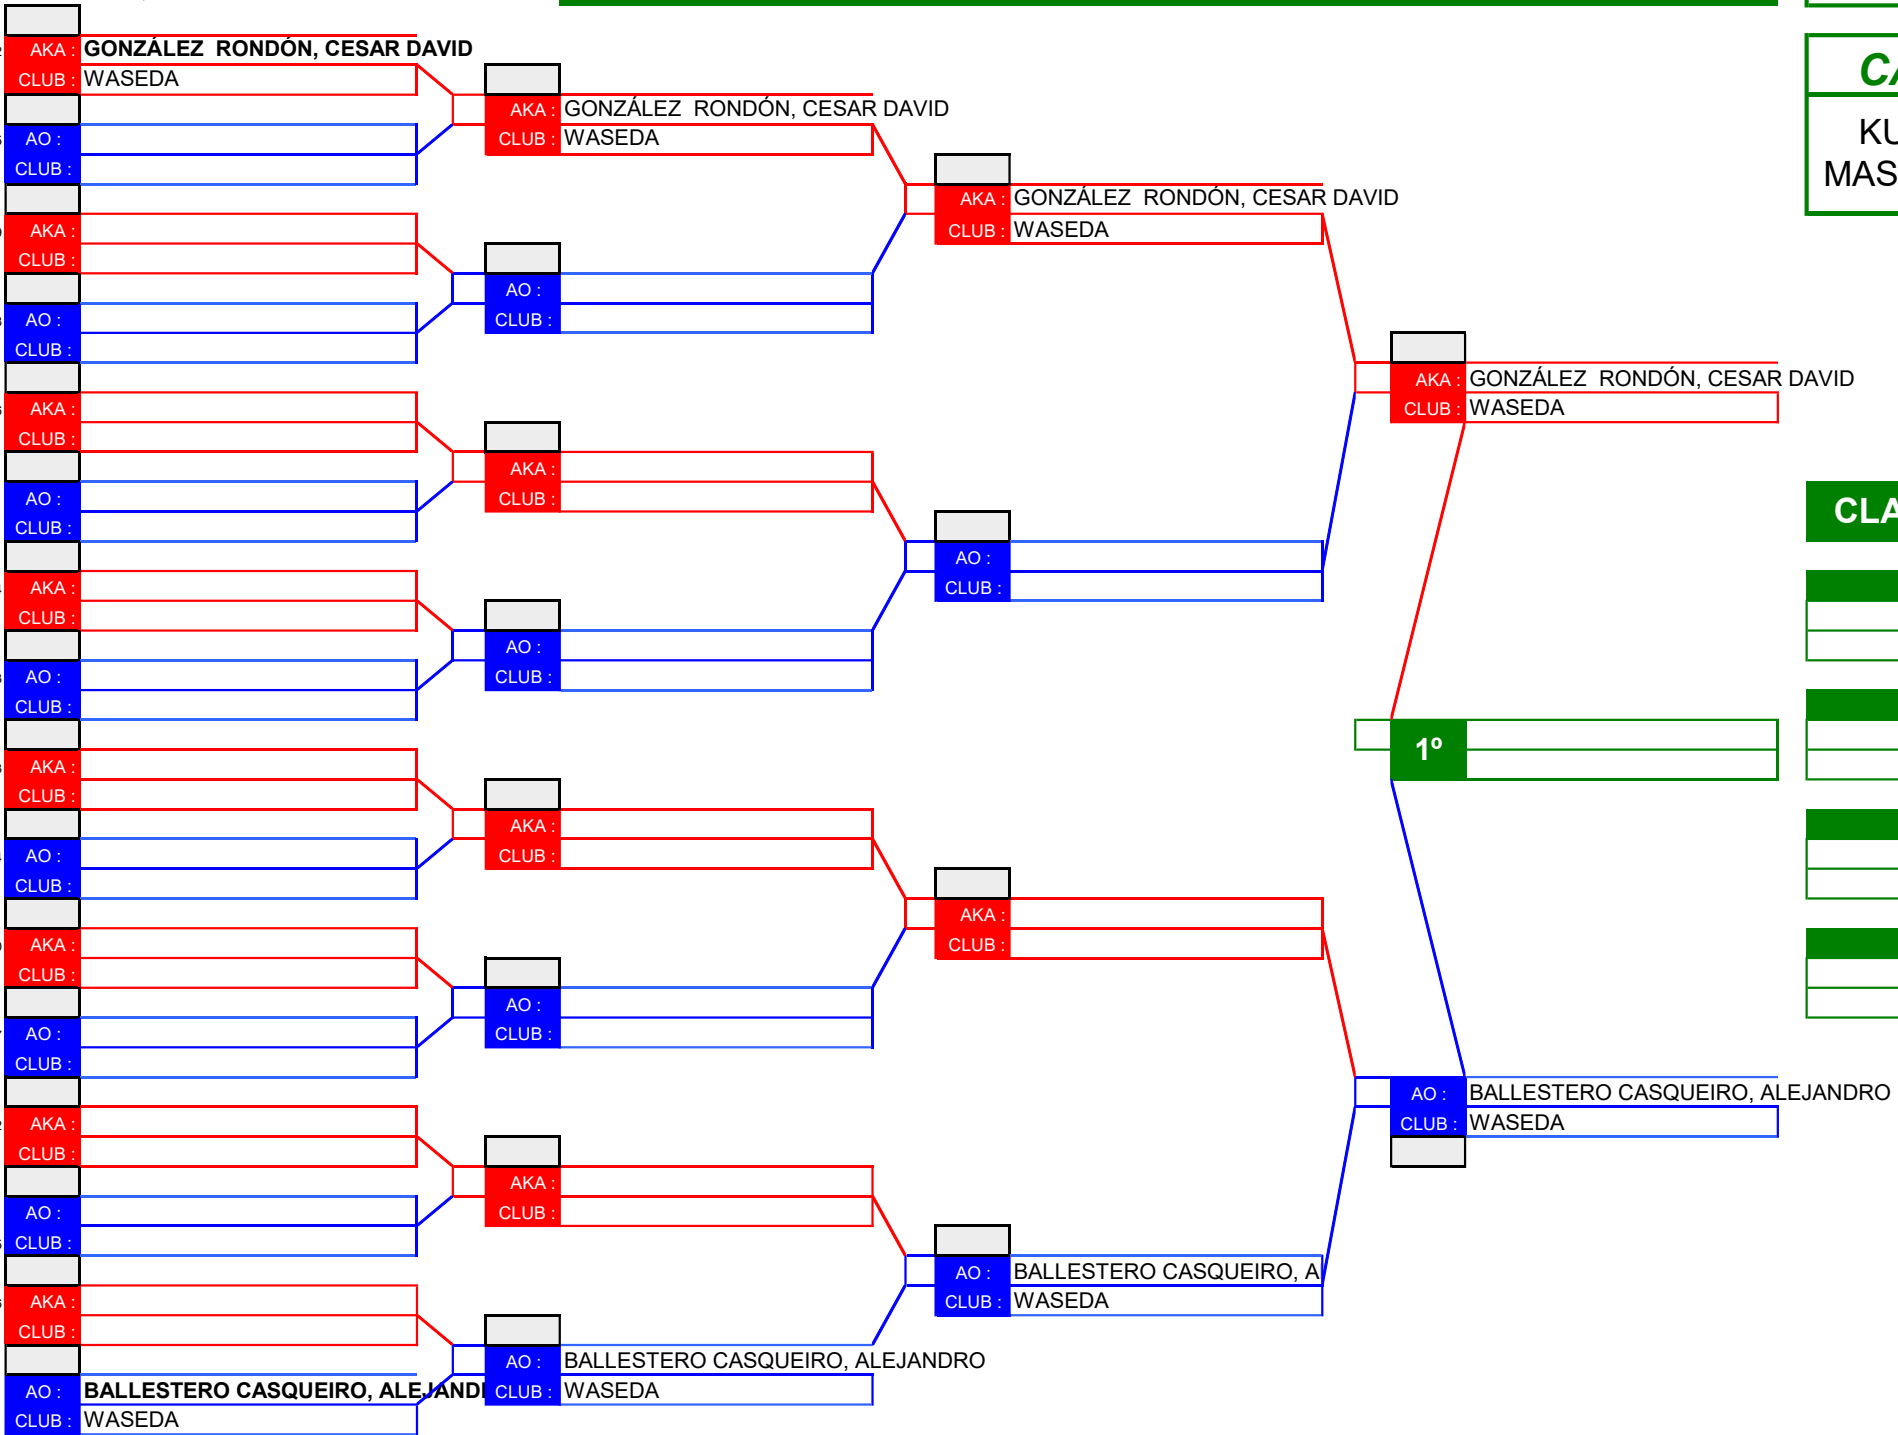 AKA : GONZÁLEZ RONDÓN, CESAR DAVID
CLUB : WASEDA
AO :
CLUB :
AKA :
CLUB :
AO :
CLUB :
AKA :
CLUB :
AO :
CLUB :
AKA :
CLUB :
AO :
CLUB :
AKA :
CLUB :
AO :
CLUB :
AKA :
CLUB :
AO :
CLUB :
AKA :
CLUB :
AO :
CLUB :
AKA :
CLUB :
AO : BALLESTERO CASQUEIRO, ALEJAND
CLUB : WASEDA
AKA : GONZÁLEZ RONDÓN, CESAR DAVID
CLUB : WASEDA
AO :
CLUB :
AKA :
CLUB :
AO :
CLUB :
AKA :
CLUB :
AO :
CLUB :
AKA :
CLUB :
AO : BALLESTERO CASQUEIRO, ALEJANDRO
CLUB : WASEDA
AKA : GONZÁLEZ RONDÓN, CESAR DAVID
CLUB : WASEDA
AO :
CLUB :
AKA :
CLUB :
AO : BALLESTERO CASQUEIRO, A
CLUB : WASEDA
AKA : GONZÁLEZ RONDÓN, CESAR DAVID
CLUB : WASEDA
1º
AO : BALLESTERO CASQUEIRO, ALEJANDRO
CLUB : WASEDA
CA
KU
MAS
CLA